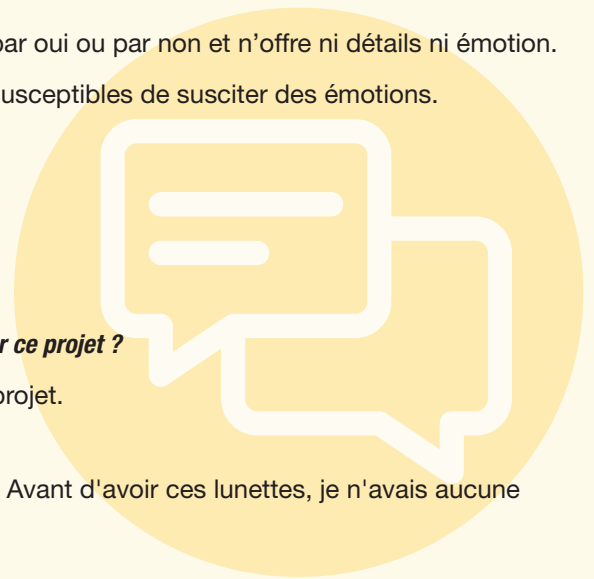 par oui ou par non et n’offre ni détails ni émotion.
susceptibles de susciter des émotions.
r ce projet ?
projet.
Avant d'avoir ces lunettes, je n'avais aucune